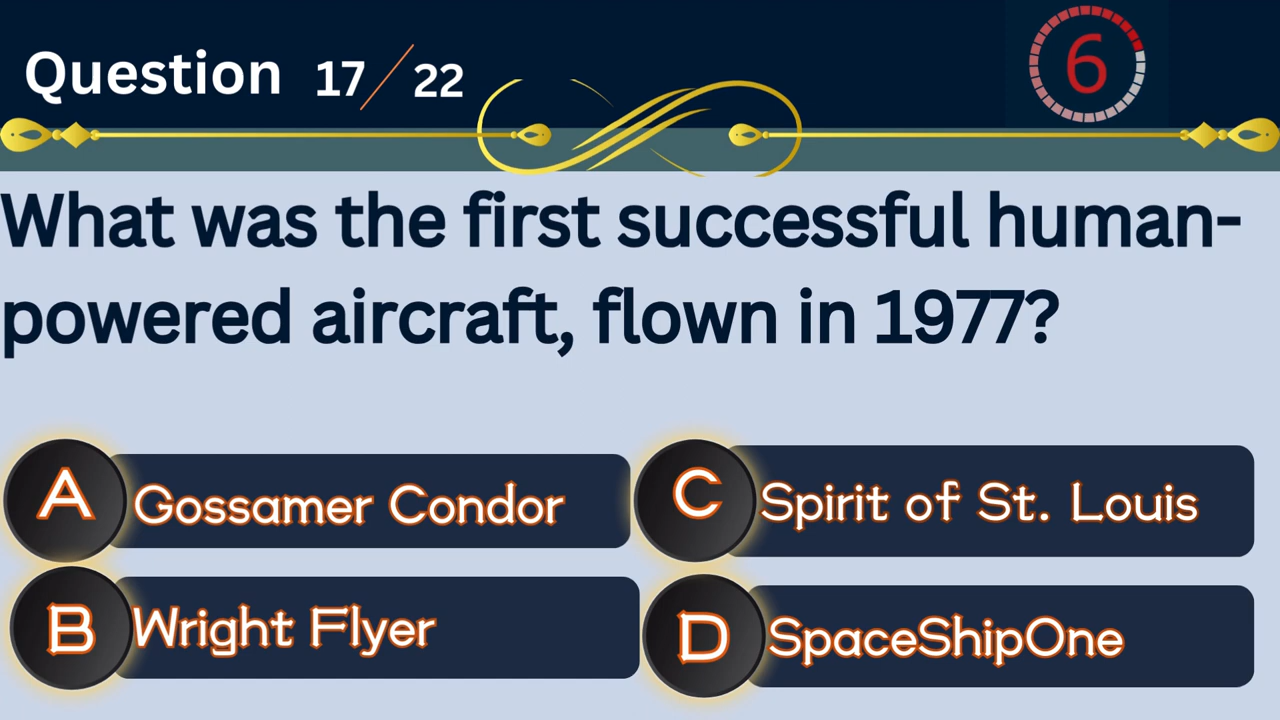 Question 17/22
6
What was the first successful human-
powered aircraft, flown in 1977?
A Gossamer Condor
B Wright Flyer
C Spirit of St. Louis
D SpaceShipOne